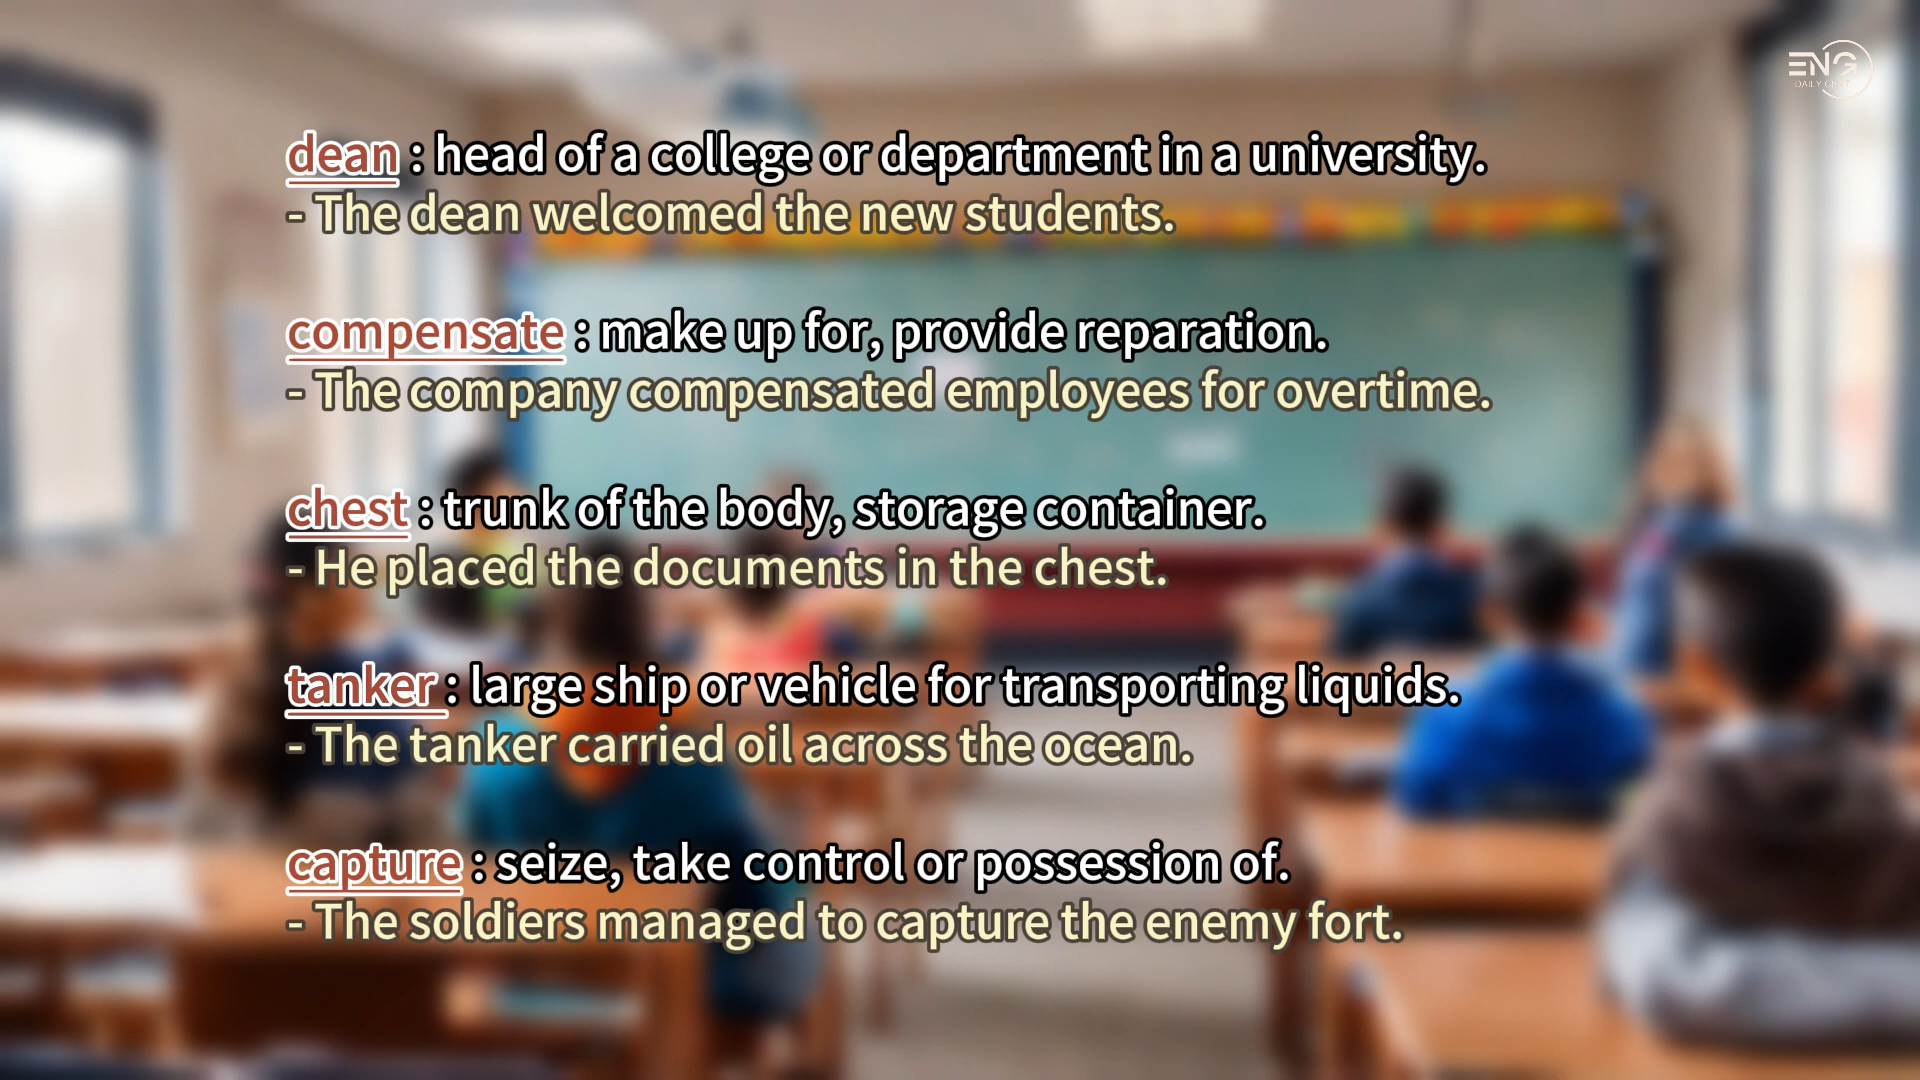 ENG
DAILY
dean : head of a college or department in a university.
- The dean welcomed the new students.
compensate : make up for, provide reparation.
- The company compensated employees for overtime.
chest : trunk of the body, storage container.
- He placed the documents in the chest.
tanker : large ship or vehicle for transporting liquids.
- The tanker carried oil across the ocean.
capture : seize, take control or possession of.
- The soldiers managed to capture the enemy fort.